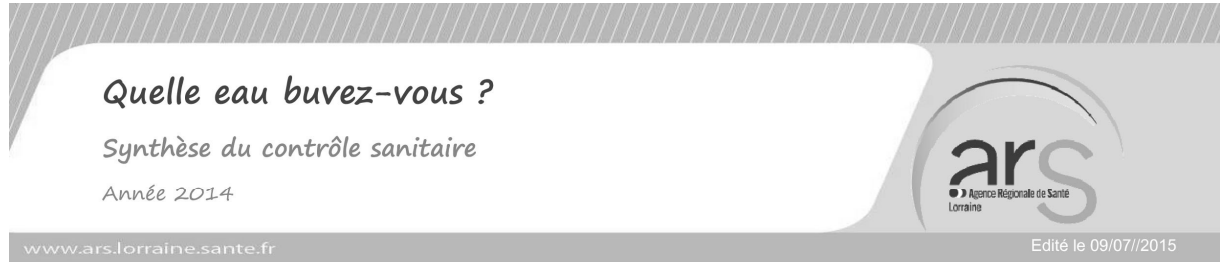 Quelle eau buvez-vous ?
Synthèse du contrôle sanitaire
Année 2014
ars
Agence Régionale de Santé
Lorraine
www.ars.lorraine.sante.fr
Edité le 09/07//2015